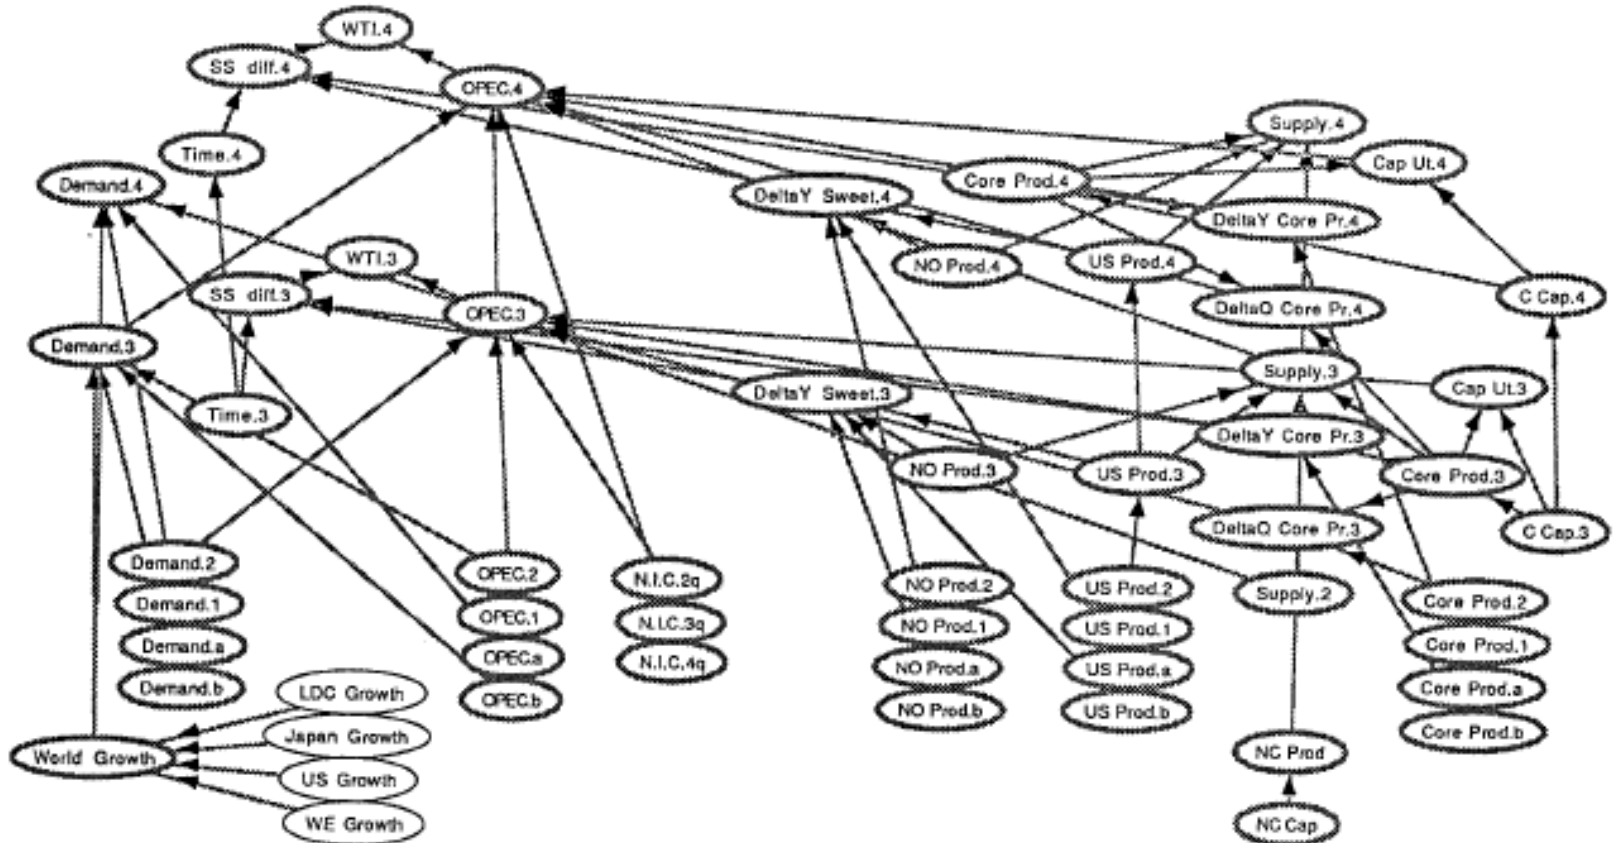 WTI.4
SS diff.4
OPEC.4
Supply.4
Time.4
Cap Ut.4
Demand.4
Core Prod.4
DeltaY Sweet.4
DeltaY Core Pr.4
WTI.3
NO Prod.4
US Prod.4
SS diff.3
C Cap.4
DeltaQ Core Pr.4
OPEC.3
Demand.3
Supply.3
Cap Ut.3
DeltaY Sweet.3
Time.3
DeltaY Core Pr.3
NO Prod.3
US Prod.3
Core Prod.3
DeltaQ Core Pr.3
C Cap.3
Demand.2
OPEC.2
N.I.C.2q
NO Prod.2
US Prod.2
Supply.2
Core Prod.2
Demand.1
OPEC.1
N.I.C.3q
NO Prod.1
US Prod.1
Core Prod.1
Demand.a
OPEC.a
N.I.C.4q
NO Prod.a
US Prod.a
Core Prod.a
Demand.b
OPEC.b
NO Prod.b
US Prod.b
Core Prod.b
LDC Growth
Japan Growth
World Growth
US Growth
WE Growth
NC Prod
NC Cap